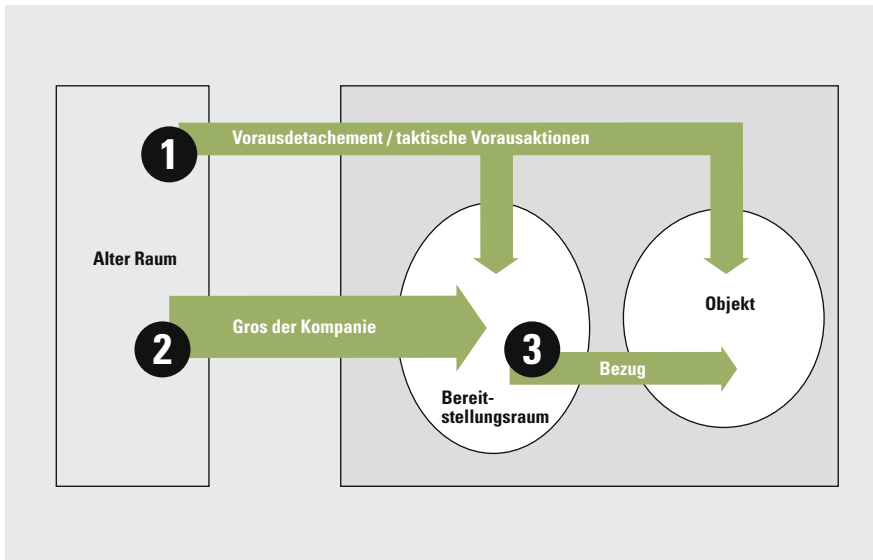 1
Vorausdetachement / taktische Vorausaktionen
Alter Raum
2
Gros der Kompanie
3
Bezug
Bereit-
stellungsraum
Objekt